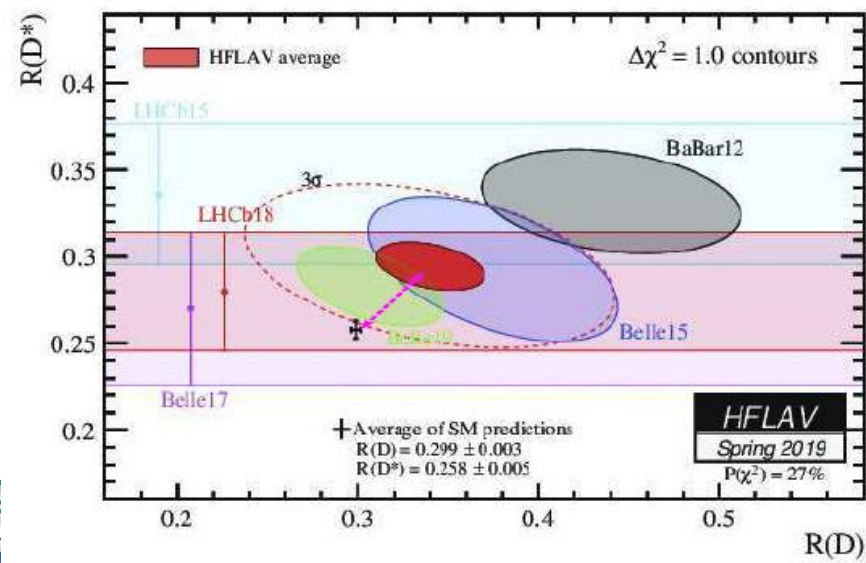 R(D*)
HFLAV average
Δχ² = 1.0 contours
0.4
LHCb15
BaBar12
0.35
3σ
LHCb18
0.3
Belle15
0.25
Belle17
Average of SM predictions
R(D) = 0.299 ± 0.003
R(D*) = 0.258 ± 0.005
0.2
HFLAV
Spring 2019
P(χ²) = 27%
0.2 0.3 0.4 0.5
R(D)